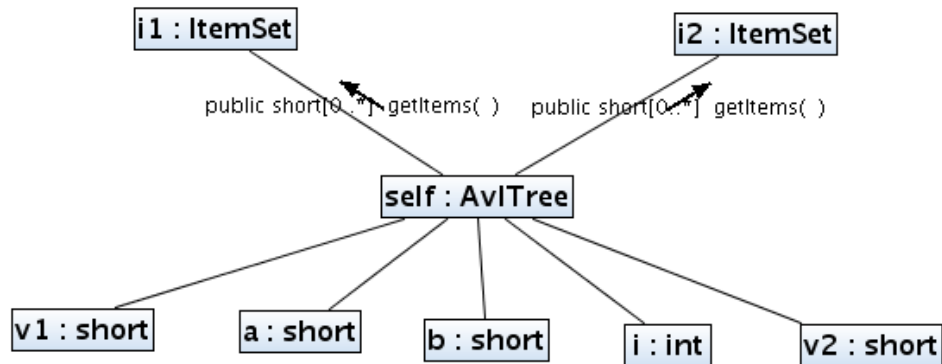 i1 : ItemSet
i2 : ItemSet
public short[0..*] getItems( )
public short[0..*] getItems( )
self : AvlTree
v1 : short
a : short
b : short
i : int
v2 : short